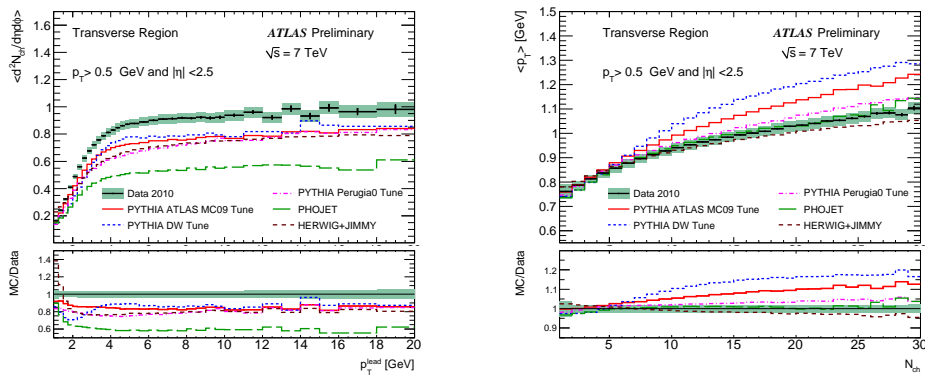 <d²N_ch/dηdφ>
Transverse Region
ATLAS Preliminary
√s = 7 TeV
p_T> 0.5 GeV and |η| <2.5
1.6
1.4
1.2
1
0.8
0.6
0.4
0.2
Data 2010
PYTHIA ATLAS MC09 Tune
PYTHIA DW Tune
PYTHIA Perugia0 Tune
PHOJET
HERWIG+JIMMY
MC/Data
1.4
1.2
1
0.8
0.6
2 4 6 8 10 12 14 16 18 20
p_T^lead [GeV]
<p_T> [GeV]
Transverse Region
ATLAS Preliminary
√s = 7 TeV
p_T> 0.5 GeV and |η| <2.5
1.5
1.4
1.3
1.2
1.1
1
0.9
0.8
0.7
0.6
Data 2010
PYTHIA ATLAS MC09 Tune
PYTHIA DW Tune
PYTHIA Perugia0 Tune
PHOJET
HERWIG+JIMMY
MC/Data
1.2
1.1
1
0.9
5 10 15 20 25 30
N_ch